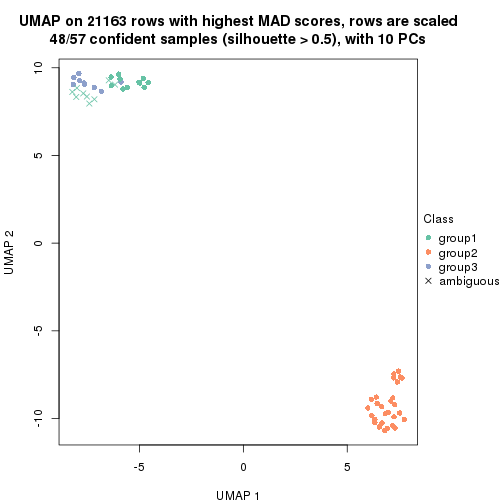 UMAP on 21163 rows with highest MAD scores, rows are scaled
48/57 confident samples (silhouette > 0.5), with 10 PCs
10
5
0
-5
-10
UMAP 2
-5
0
5
UMAP 1
Class
group1
group2
group3
ambiguous